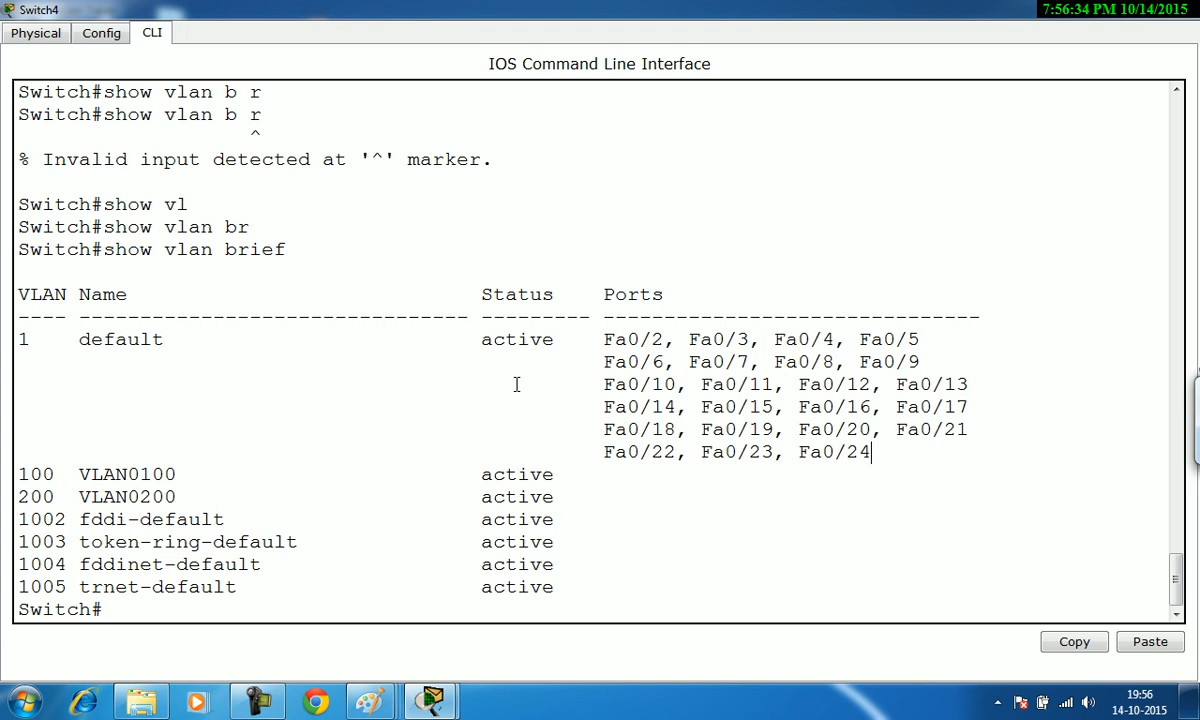 Switch4
7:56:34 PM 10/14/2015
Physical Config CLI
IOS Command Line Interface
Switch#show vlan b r
Switch#show vlan b r
^
% Invalid input detected at '^' marker.
Switch#show vl
Switch#show vlan br
Switch#show vlan brief
VLAN Name Status Ports
---- -------------------------------- --------- -------------------------------
1 default active Fa0/2, Fa0/3, Fa0/4, Fa0/5
Fa0/6, Fa0/7, Fa0/8, Fa0/9
Fa0/10, Fa0/11, Fa0/12, Fa0/13
Fa0/14, Fa0/15, Fa0/16, Fa0/17
Fa0/18, Fa0/19, Fa0/20, Fa0/21
Fa0/22, Fa0/23, Fa0/24
100 VLAN0100 active
200 VLAN0200 active
1002 fddi-default active
1003 token-ring-default active
1004 fddinet-default active
1005 trnet-default active
Switch#
Copy Paste
19:56
14-10-2015